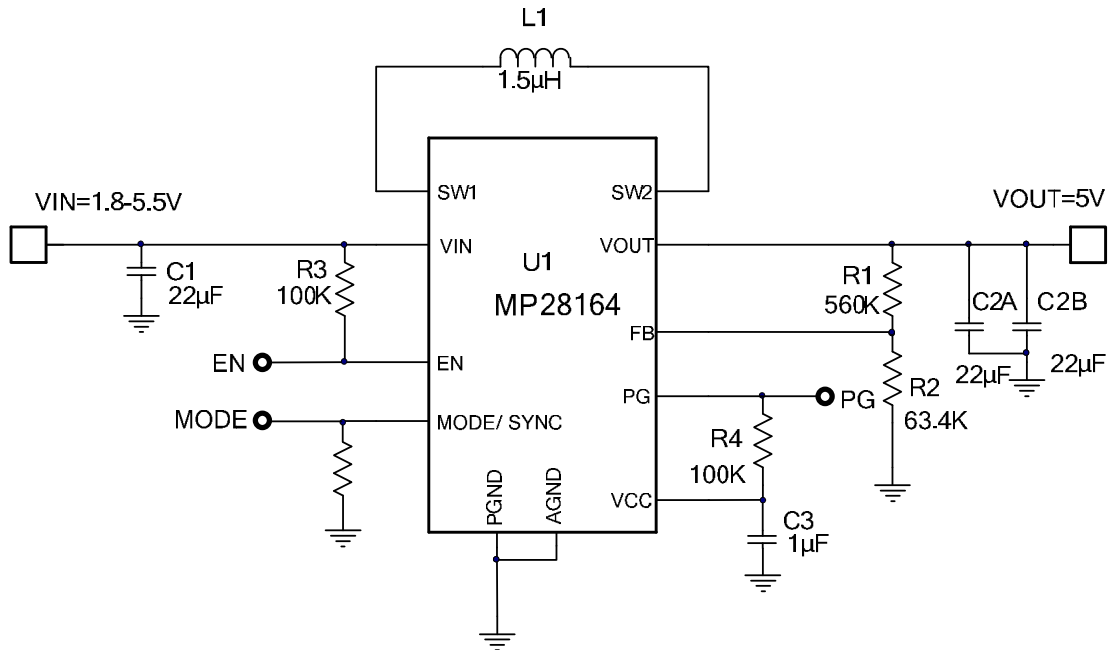 L1
1.5µH
SW1
SW2
VIN=1.8-5.5V
VOUT=5V
VIN
VOUT
C1
22µF
R3
100K
U1
MP28164
R1
560K
C2A
C2B
FB
EN
EN
22µF
22µF
PG
PG
R2
63.4K
MODE
MODE/ SYNC
R4
100K
PGND
AGND
VCC
C3
1µF